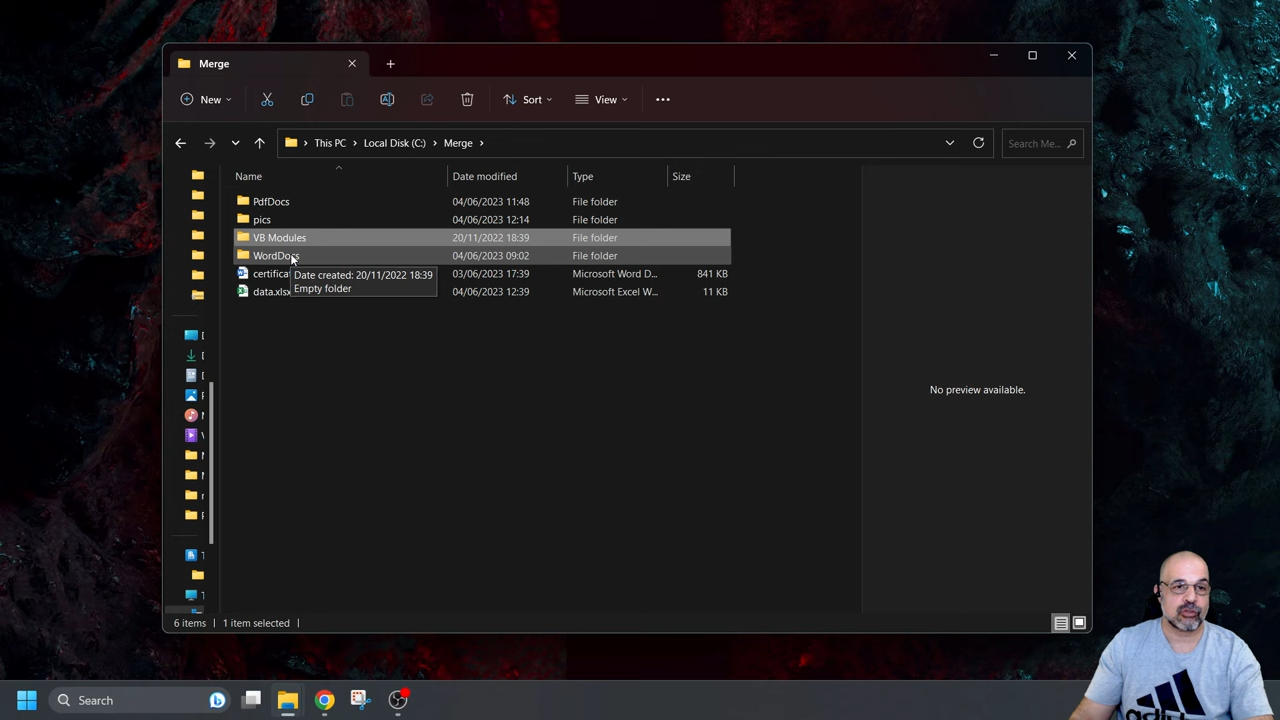 Merge
New
Sort
View
This PC
Local Disk (C:)
Merge
Search Me...
Name
Date modified
Type
Size
PdfDocs 04/06/2023 11:48 File folder
pics 04/06/2023 12:14 File folder
VB Modules 20/11/2022 18:39 File folder
WordDocs 04/06/2023 09:02 File folder
certifica 03/06/2023 17:39 Microsoft Word D... 841 KB
data.xlsx 04/06/2023 12:39 Microsoft Excel W... 11 KB
Date created: 20/11/2022 18:39
Empty folder
No preview available.
6 items
1 item selected
Search